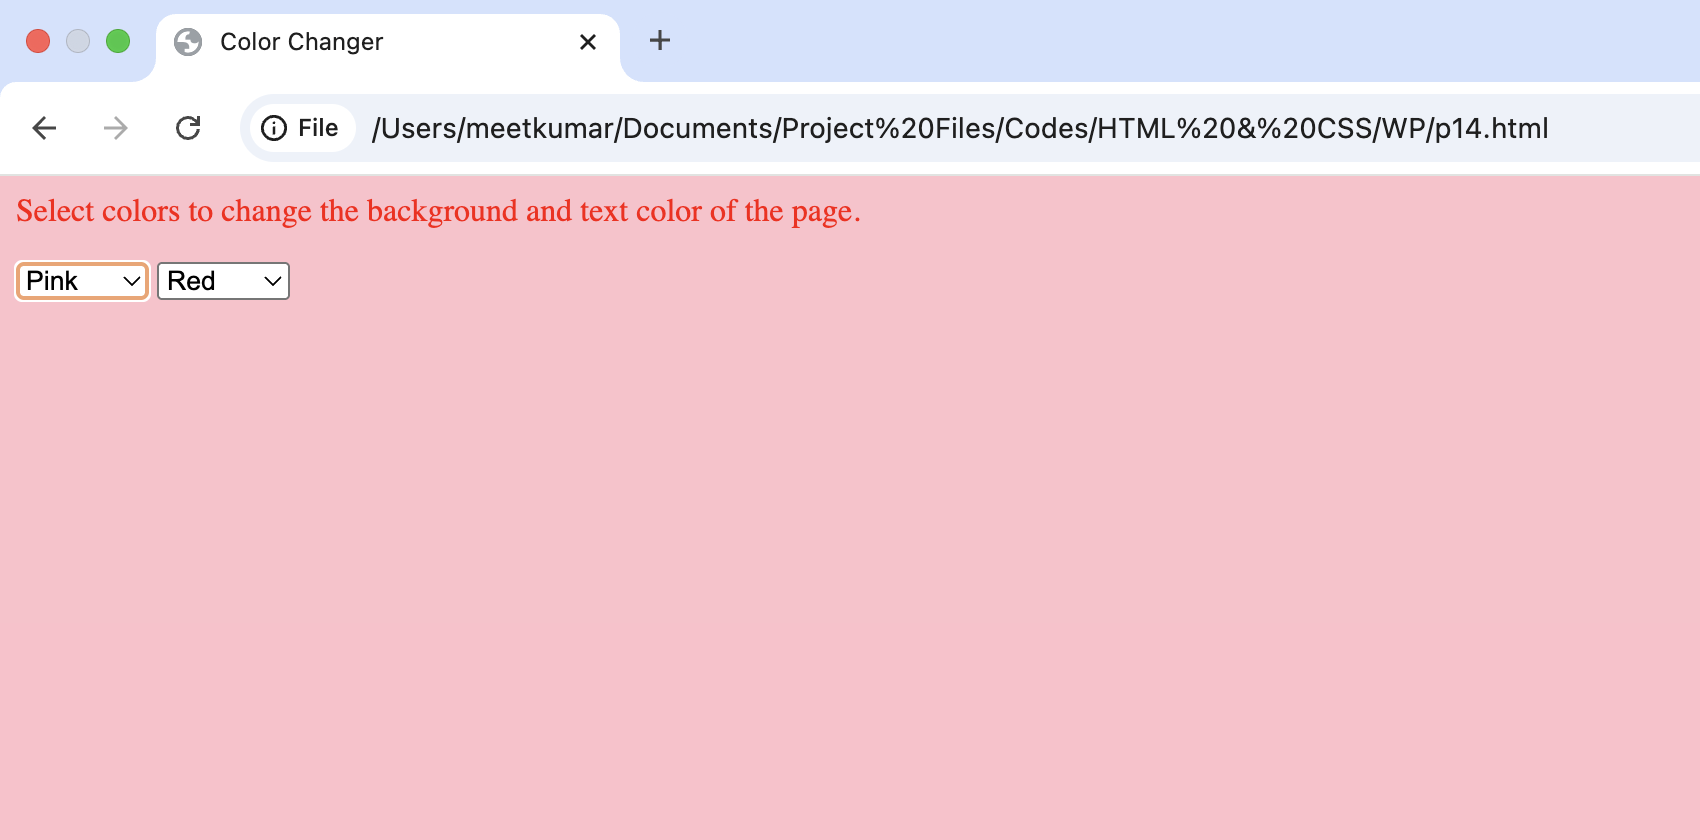 Color Changer
File /Users/meetkumar/Documents/Project%20Files/Codes/HTML%20&%20CSS/WP/p14.html
Select colors to change the background and text color of the page.
Pink Red